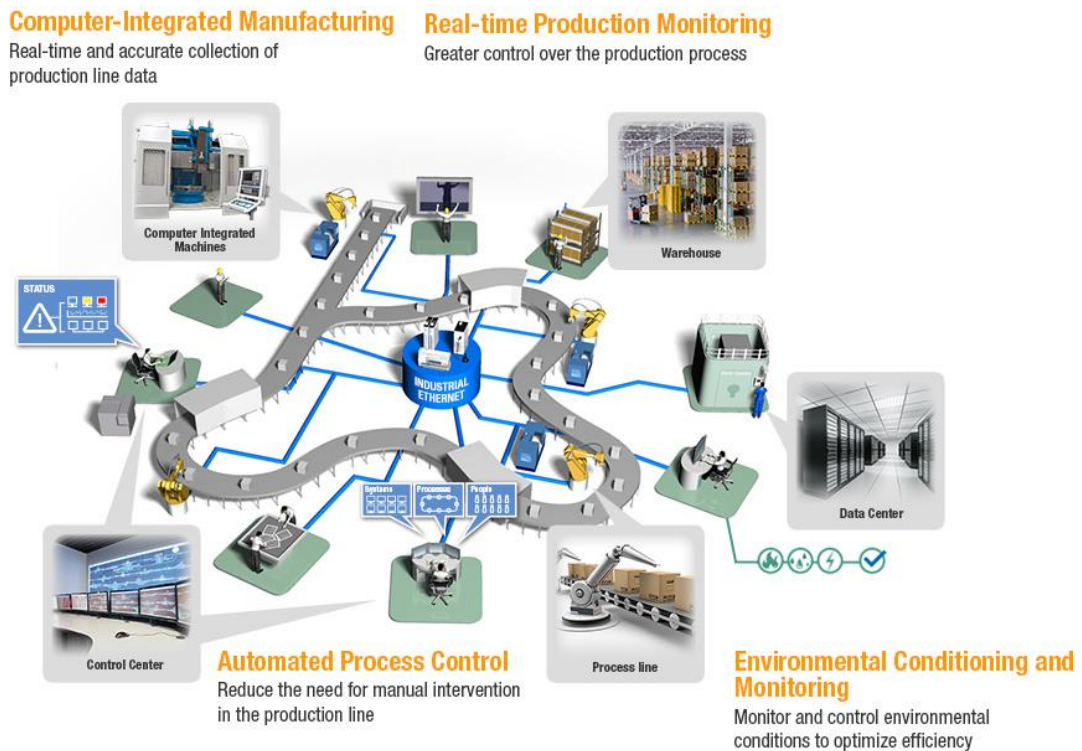 Computer-Integrated Manufacturing
Real-time and accurate collection of
production line data
Real-time Production Monitoring
Greater control over the production process
Computer Integrated
Machines
Warehouse
STATUS
INDUSTRIAL
ETHERNET
Data Center
Systems
Processes
People
Control Center
Process line
Automated Process Control
Reduce the need for manual intervention
in the production line
Environmental Conditioning and
Monitoring
Monitor and control environmental
conditions to optimize efficiency